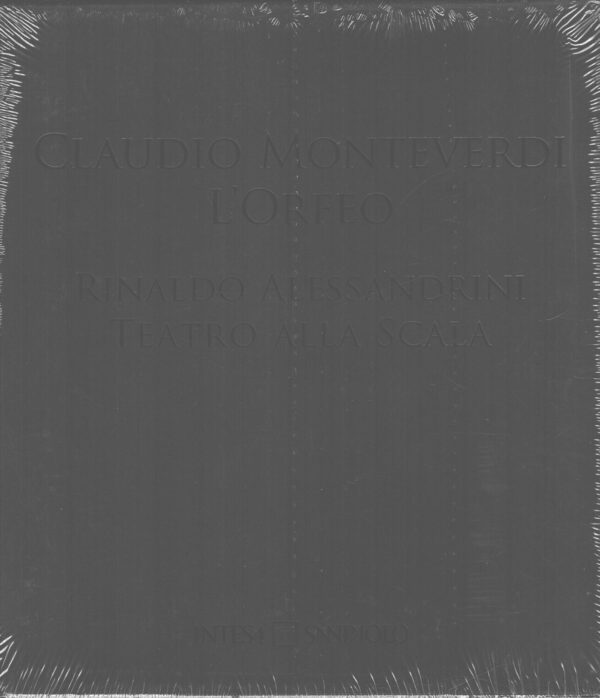 CLAUDIO MONTEVERDI
L'ORFEO
RINALDO ALESSANDRINI
TEATRO ALLA SCALA
INTESA SANPAOLO